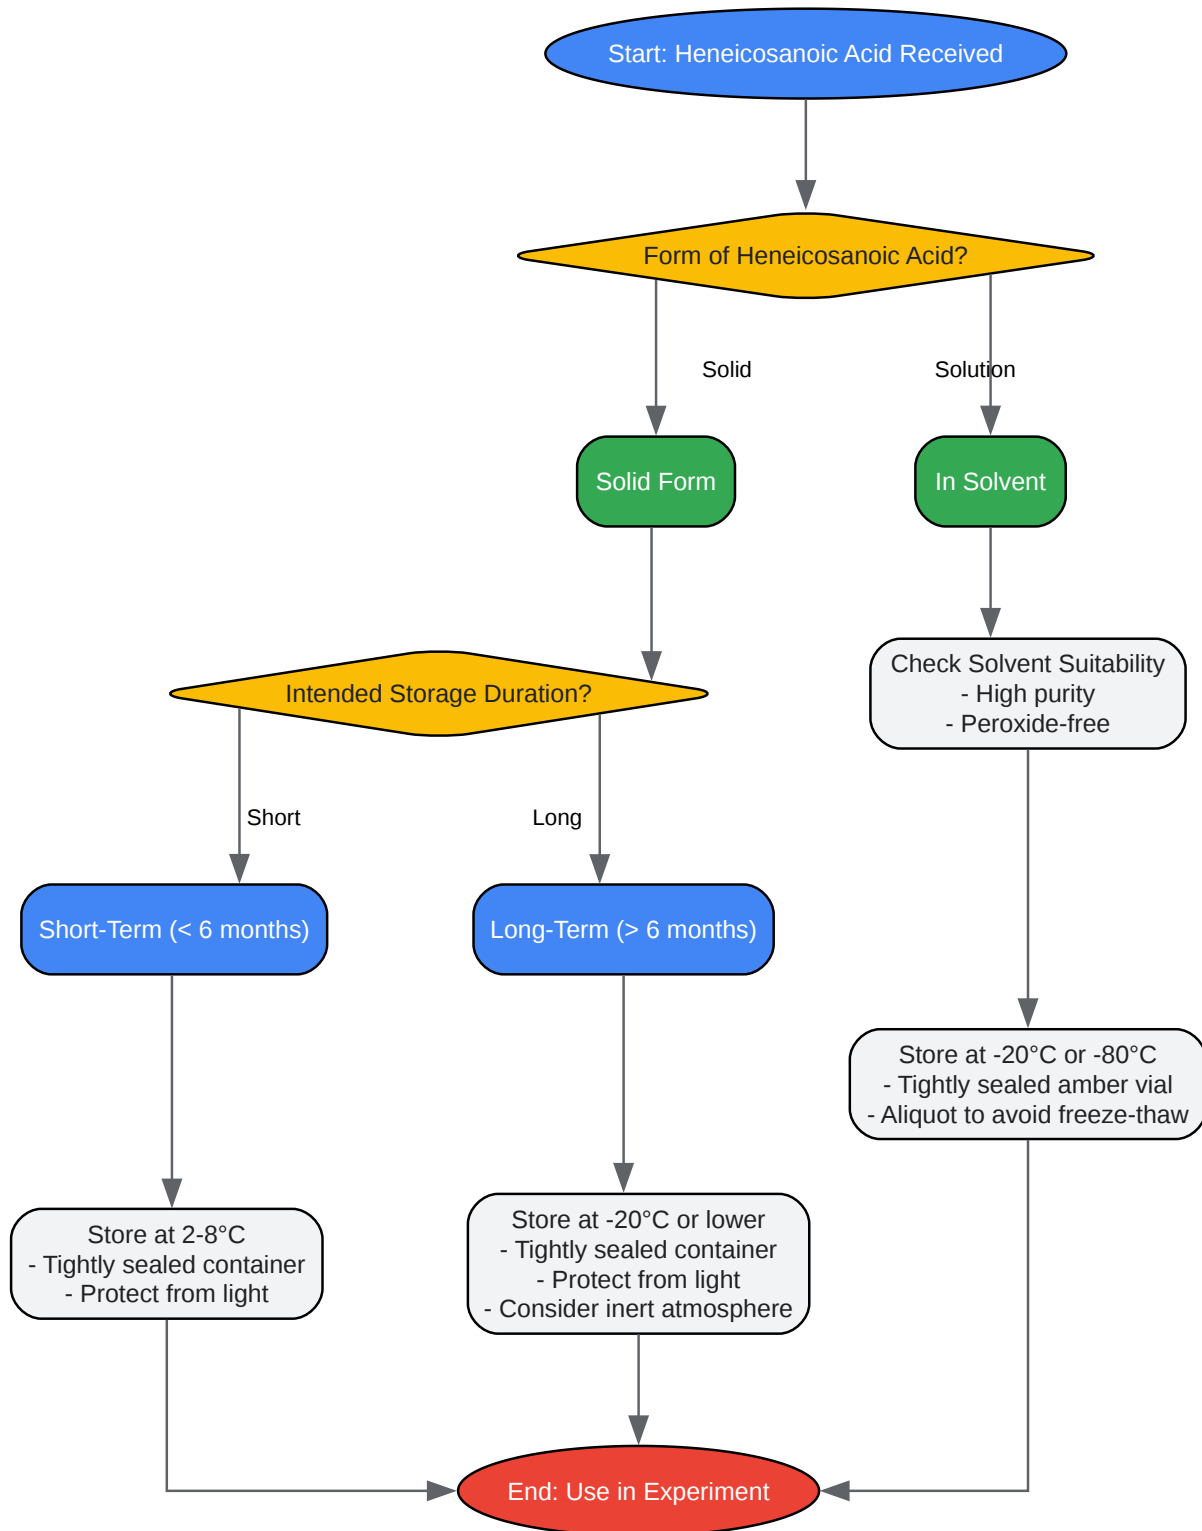 Start: Heneicosanoic Acid Received
Form of Heneicosanoic Acid?
Solid
Solution
Solid Form
In Solvent
Check Solvent Suitability
- High purity
- Peroxide-free
Intended Storage Duration?
Short
Long
Short-Term (< 6 months)
Long-Term (> 6 months)
Store at -20°C or -80°C
- Tightly sealed amber vial
- Aliquot to avoid freeze-thaw
Store at 2-8°C
- Tightly sealed container
- Protect from light
Store at -20°C or lower
- Tightly sealed container
- Protect from light
- Consider inert atmosphere
End: Use in Experiment